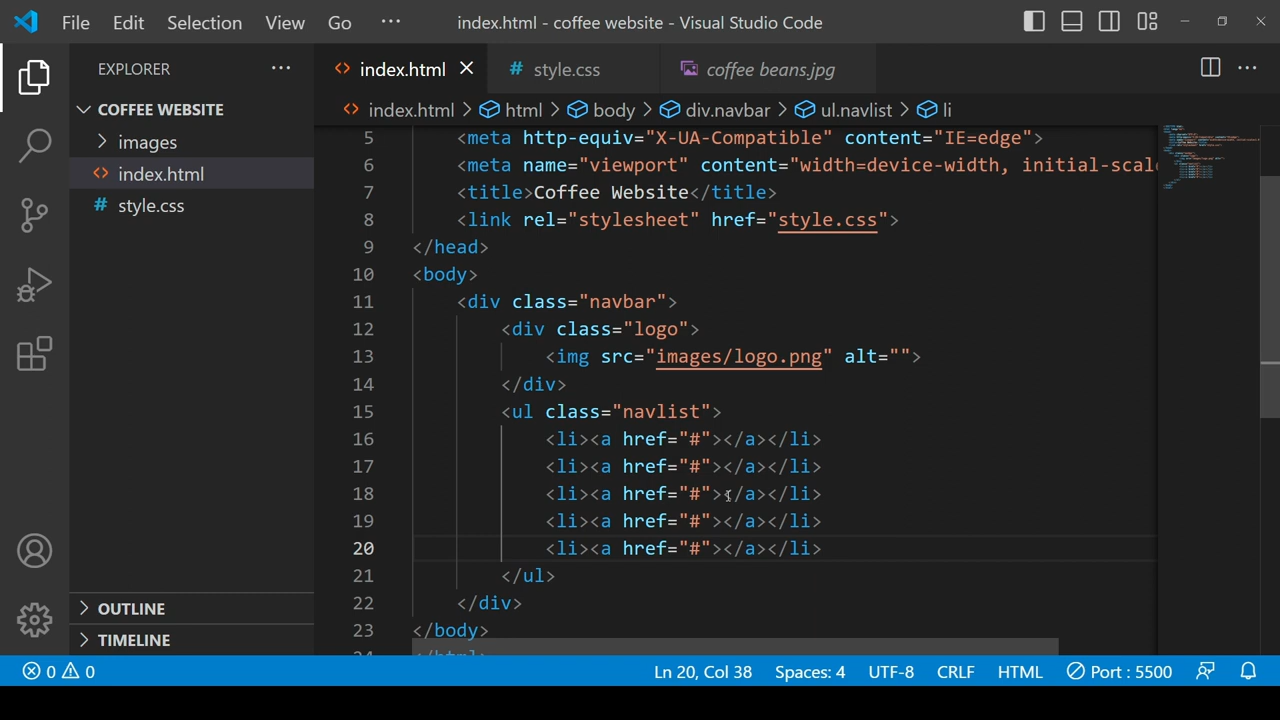 File Edit Selection View Go ··· index.html - coffee website - Visual Studio Code
EXPLORER ···
COFFEE WEBSITE
images
index.html
style.css
OUTLINE
TIMELINE
index.html style.css coffee beans.jpg ···
index.html > html > body > div.navbar > ul.navlist > li
5 <meta http-equiv="X-UA-Compatible" content="IE=edge">
6 <meta name="viewport" content="width=device-width, initial-scal
7 <title>Coffee Website</title>
8 <link rel="stylesheet" href="style.css">
9 </head>
10 <body>
11 <div class="navbar">
12 <div class="logo">
13 <img src="images/logo.png" alt="">
14 </div>
15 <ul class="navlist">
16 <li><a href="#"></a></li>
17 <li><a href="#"></a></li>
18 <li><a href="#"></a></li>
19 <li><a href="#"></a></li>
20 <li><a href="#"></a></li>
21 </ul>
22 </div>
23 </body>
0 0 Ln 20, Col 38 Spaces: 4 UTF-8 CRLF HTML Port : 5500